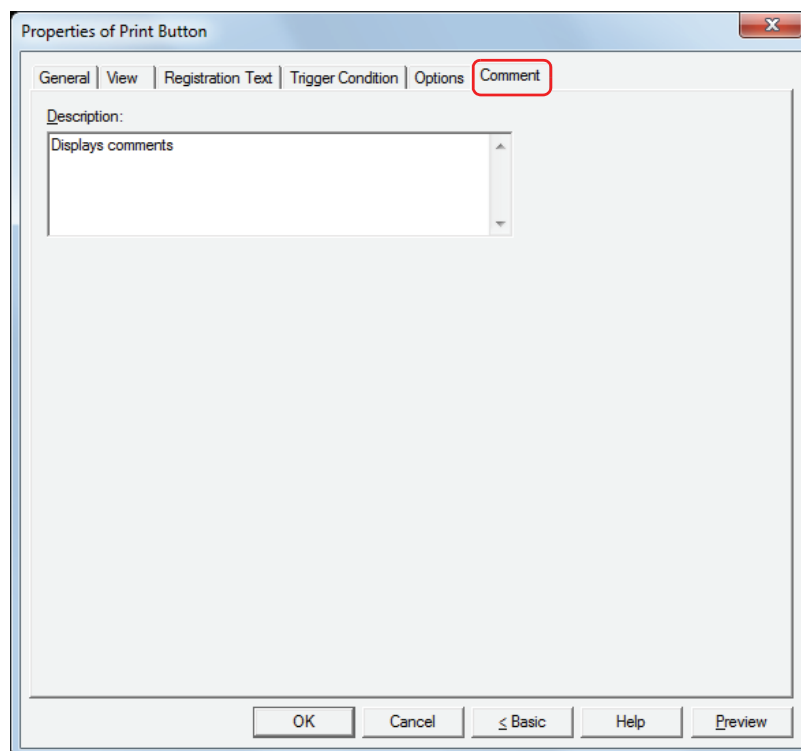 Properties of Print Button
General View Registration Text Trigger Condition Options Comment
Description:
Displays comments
OK Cancel < Basic Help Preview